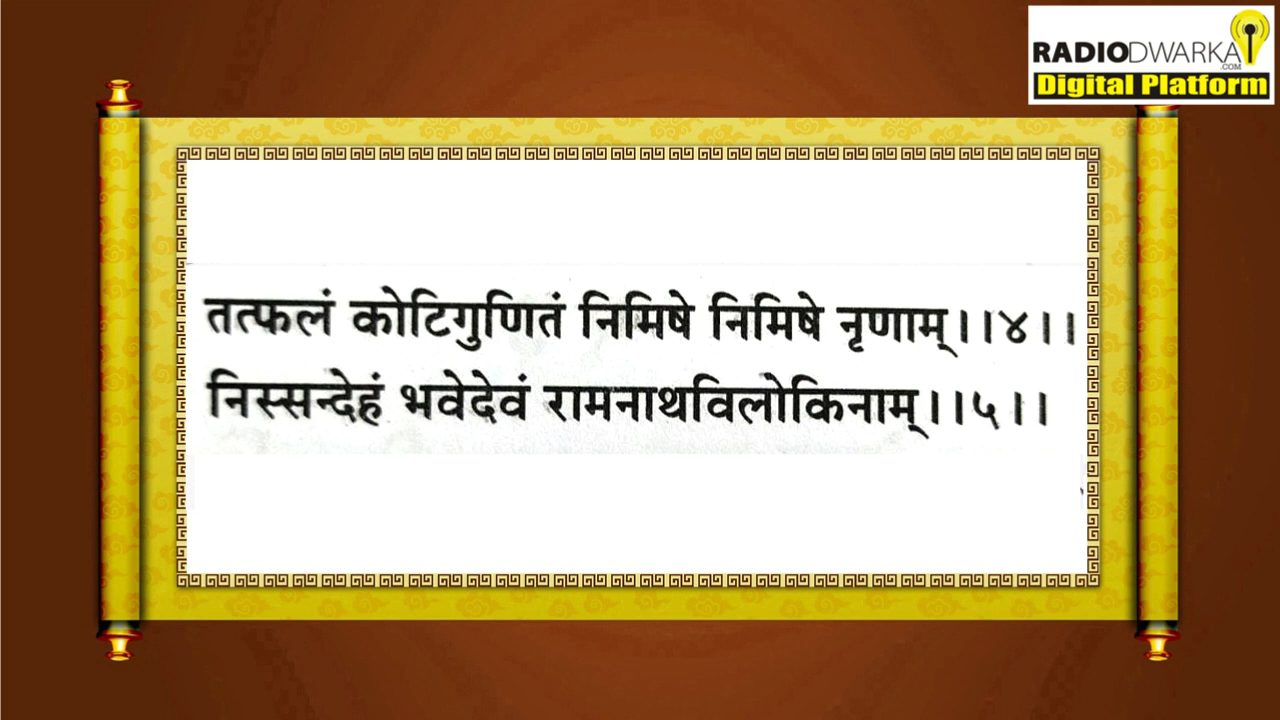 RADIODWARKA
.COM
Digital Platform
तत्फलं कोटिगुणितं निमिषे निमिषे नृणाम्।।४।।
निस्सन्देहं भवेदेवं रामनाथविलोकिनाम्।।५।।